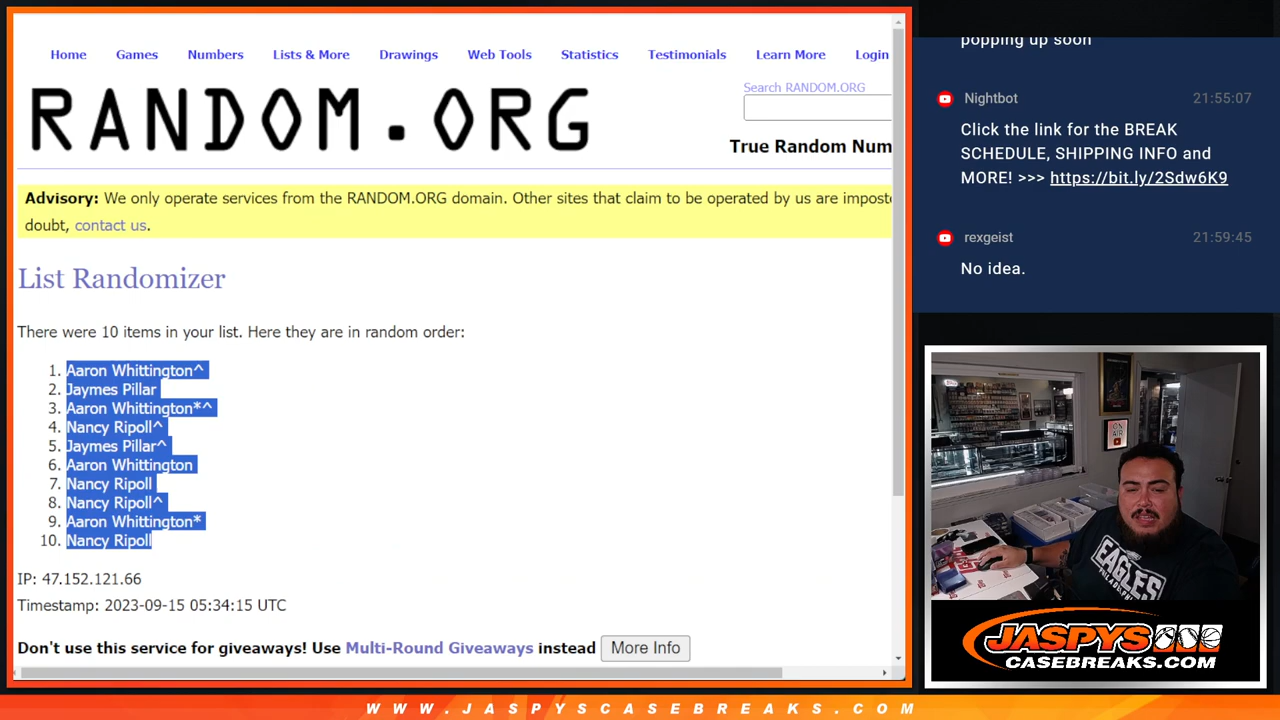 Home Games Numbers Lists & More Drawings Web Tools Statistics Testimonials Learn More Login
Search RANDOM.ORG
RANDOM.ORG
True Random Num
Advisory: We only operate services from the RANDOM.ORG domain. Other sites that claim to be operated by us are imposte
doubt, contact us.
List Randomizer
There were 10 items in your list. Here they are in random order:
1. Aaron Whittington^
2. Jaymes Pillar
3. Aaron Whittington*^
4. Nancy Ripoll^
5. Jaymes Pillar^
6. Aaron Whittington
7. Nancy Ripoll
8. Nancy Ripoll^
9. Aaron Whittington*
10. Nancy Ripoll
IP: 47.152.121.66
Timestamp: 2023-09-15 05:34:15 UTC
Don't use this service for giveaways! Use Multi-Round Giveaways instead More Info
popping up soon
Nightbot 21:55:07
Click the link for the BREAK
SCHEDULE, SHIPPING INFO and
MORE! >>> https://bit.ly/2Sdw6K9
rexgeist 21:59:45
No idea.
ON
AIR
EAGLES
JASPYS
CASEBREAKS.COM
WWW.JASPYSCASEBREAKS.COM